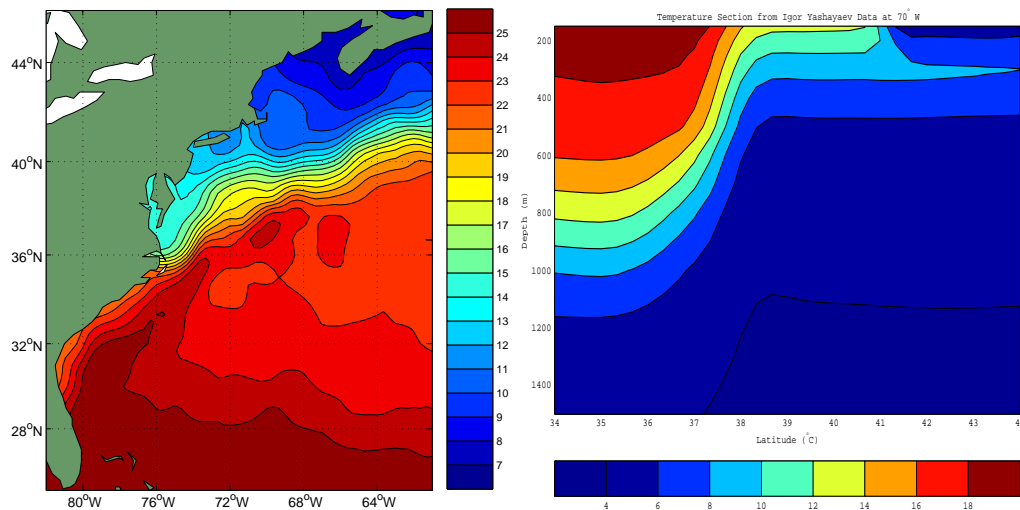 44°N
40°N
36°N
32°N
28°N
80°W 76°W 72°W 68°W 64°W
25
24
23
22
21
20
19
18
17
16
15
14
13
12
11
10
9
8
7
Temperature Section from Igor Yashayaev Data at 70° W
Depth (m)
200
400
600
800
1000
1200
1400
34 35 36 37 38 39 40 41 42 43 4
Latitude (°C)
4 6 8 10 12 14 16 18